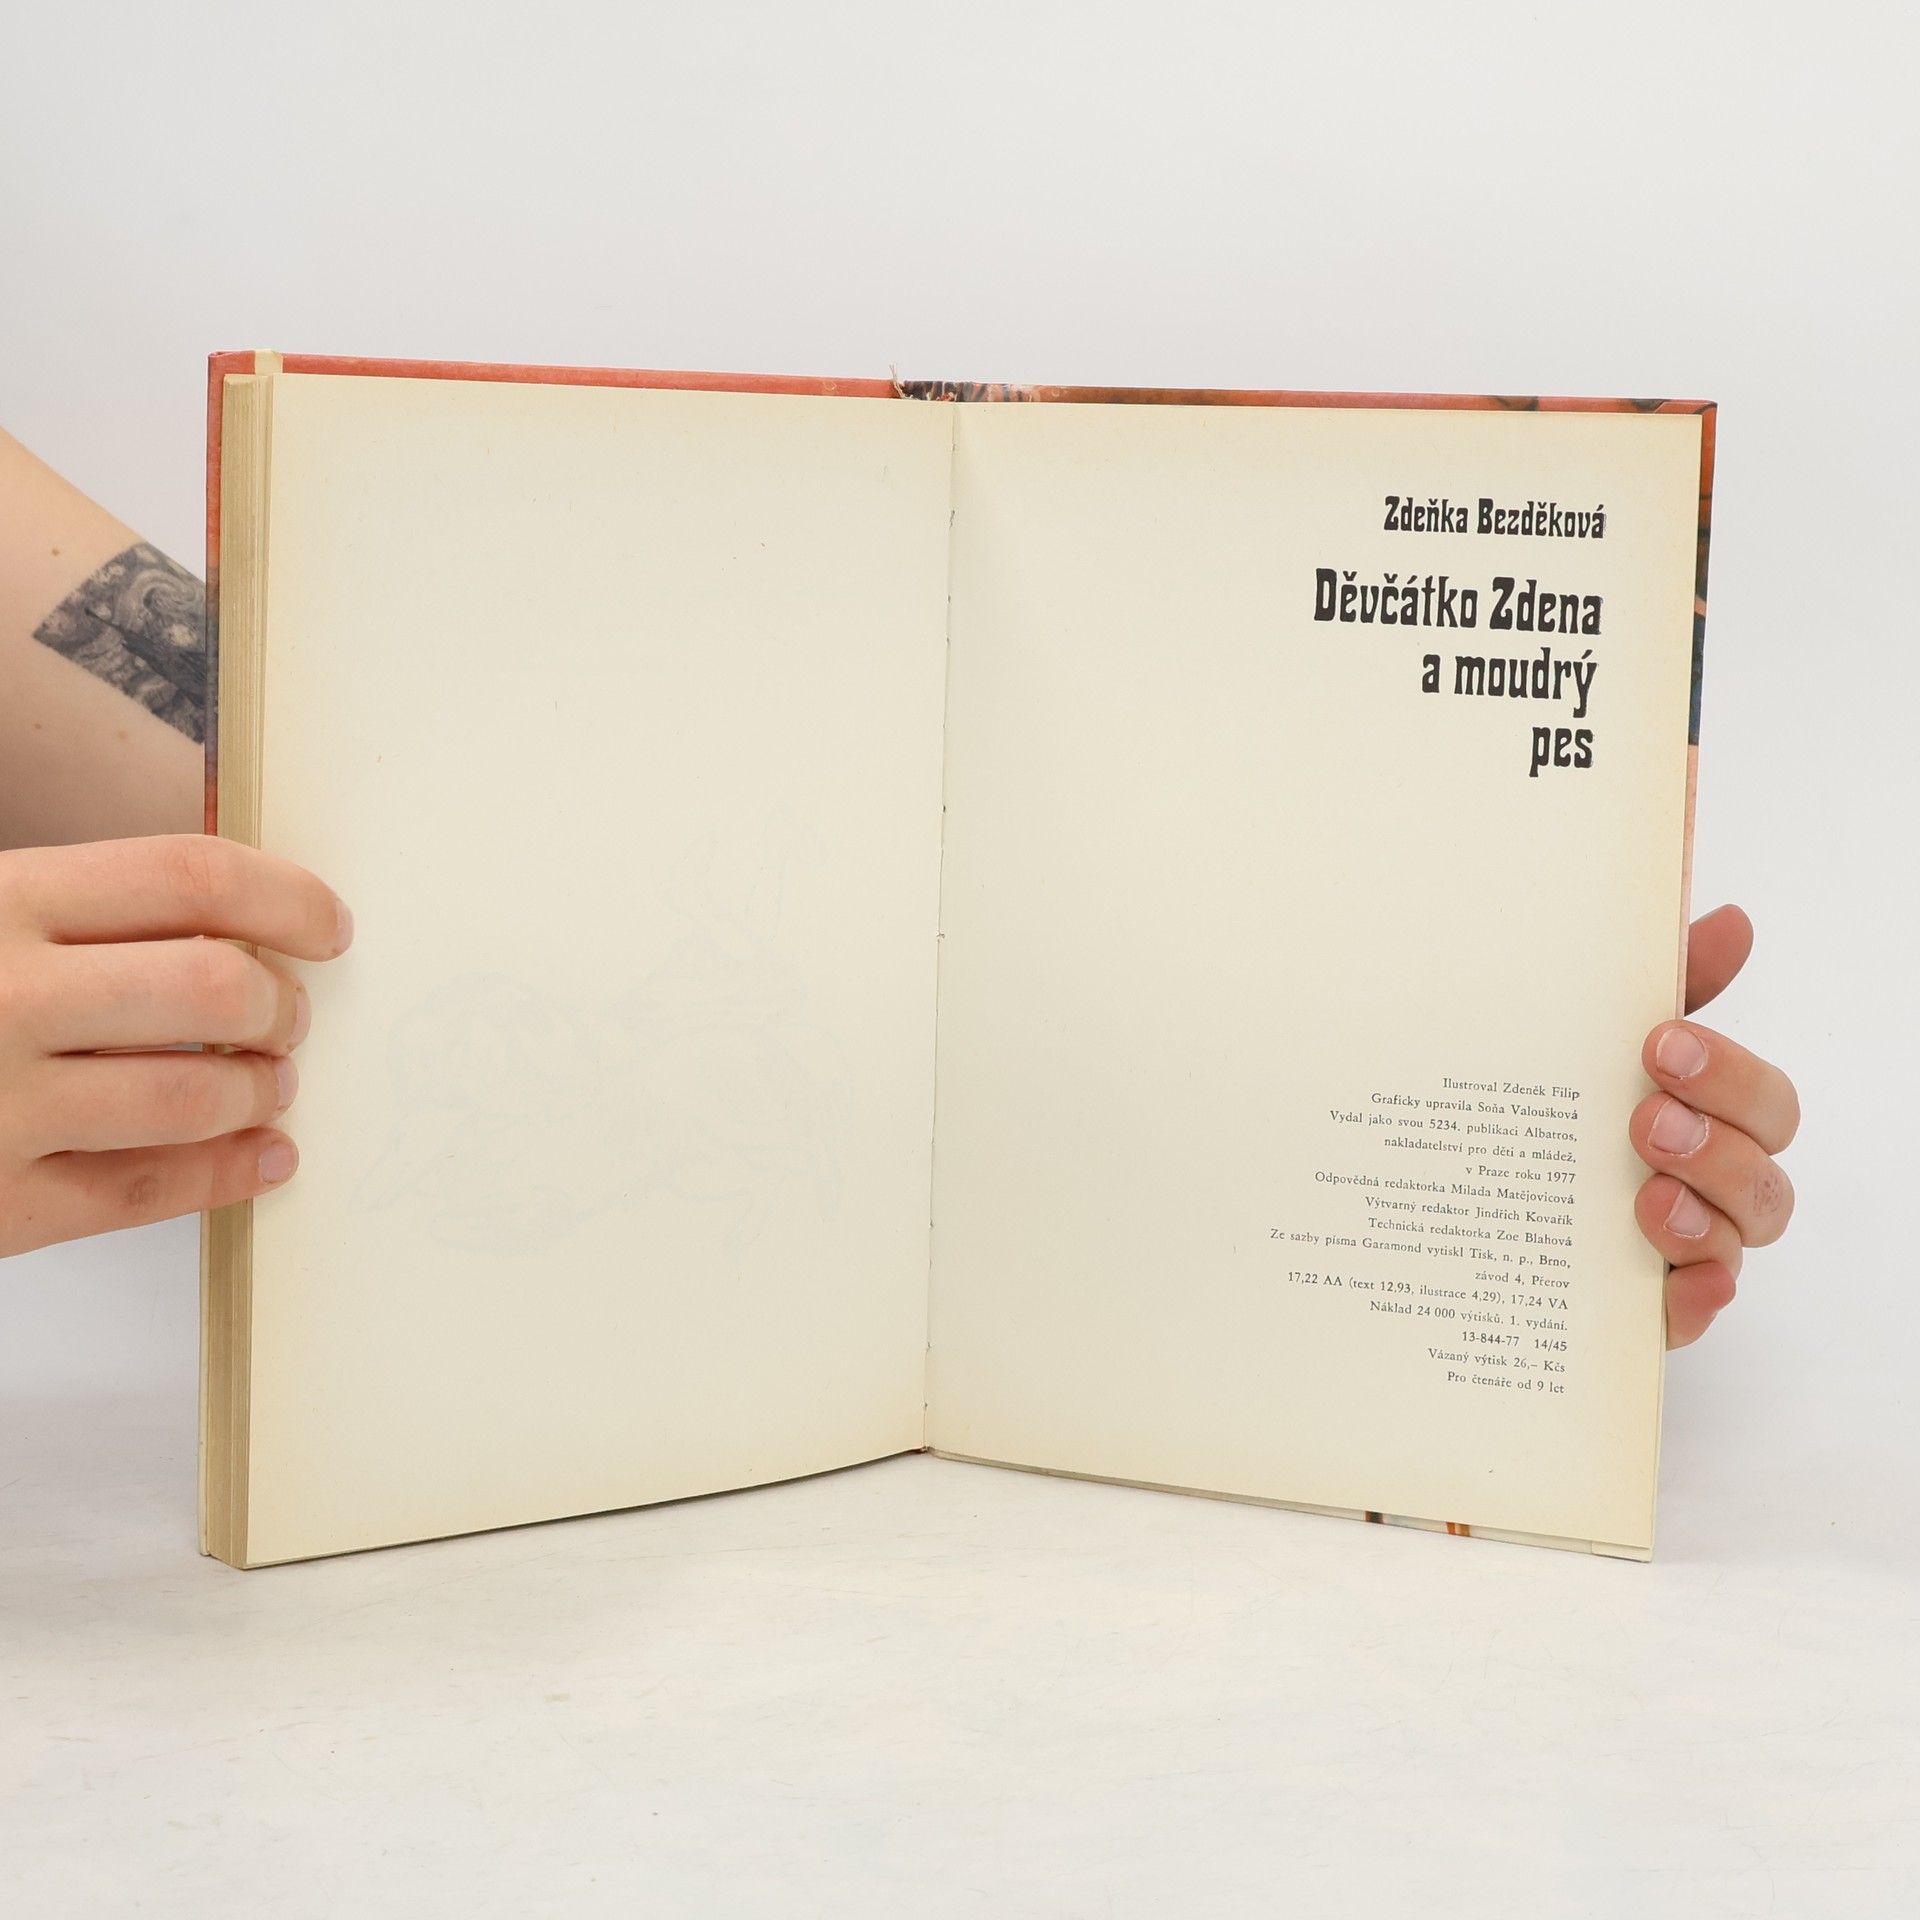 Zdeňka Bezděková
Děvčátko Zdena
a moudrý
pes
Ilustroval Zdeněk Filip
Graficky upravila Soňa Valoušková
Vydal jako svou 5234. publikaci Albatros,
nakladatelství pro děti a mládež,
v Praze roku 1977
Odpovědná redaktorka Milada Matějovicová
Výtvarný redaktor Jindřich Kovařík
Technická redaktorka Zoe Blahová
Ze sazby písma Garamond vytiskl Tisk, n. p., Brno,
závod 4, Přerov
17,22 AA (text 12,93, ilustrace 4,29), 17,24 VA
Náklad 24 000 výtisků. 1. vydání.
13-844-77 14/45
Vázaný výtisk 26,– Kčs
Pro čtenáře od 9 let